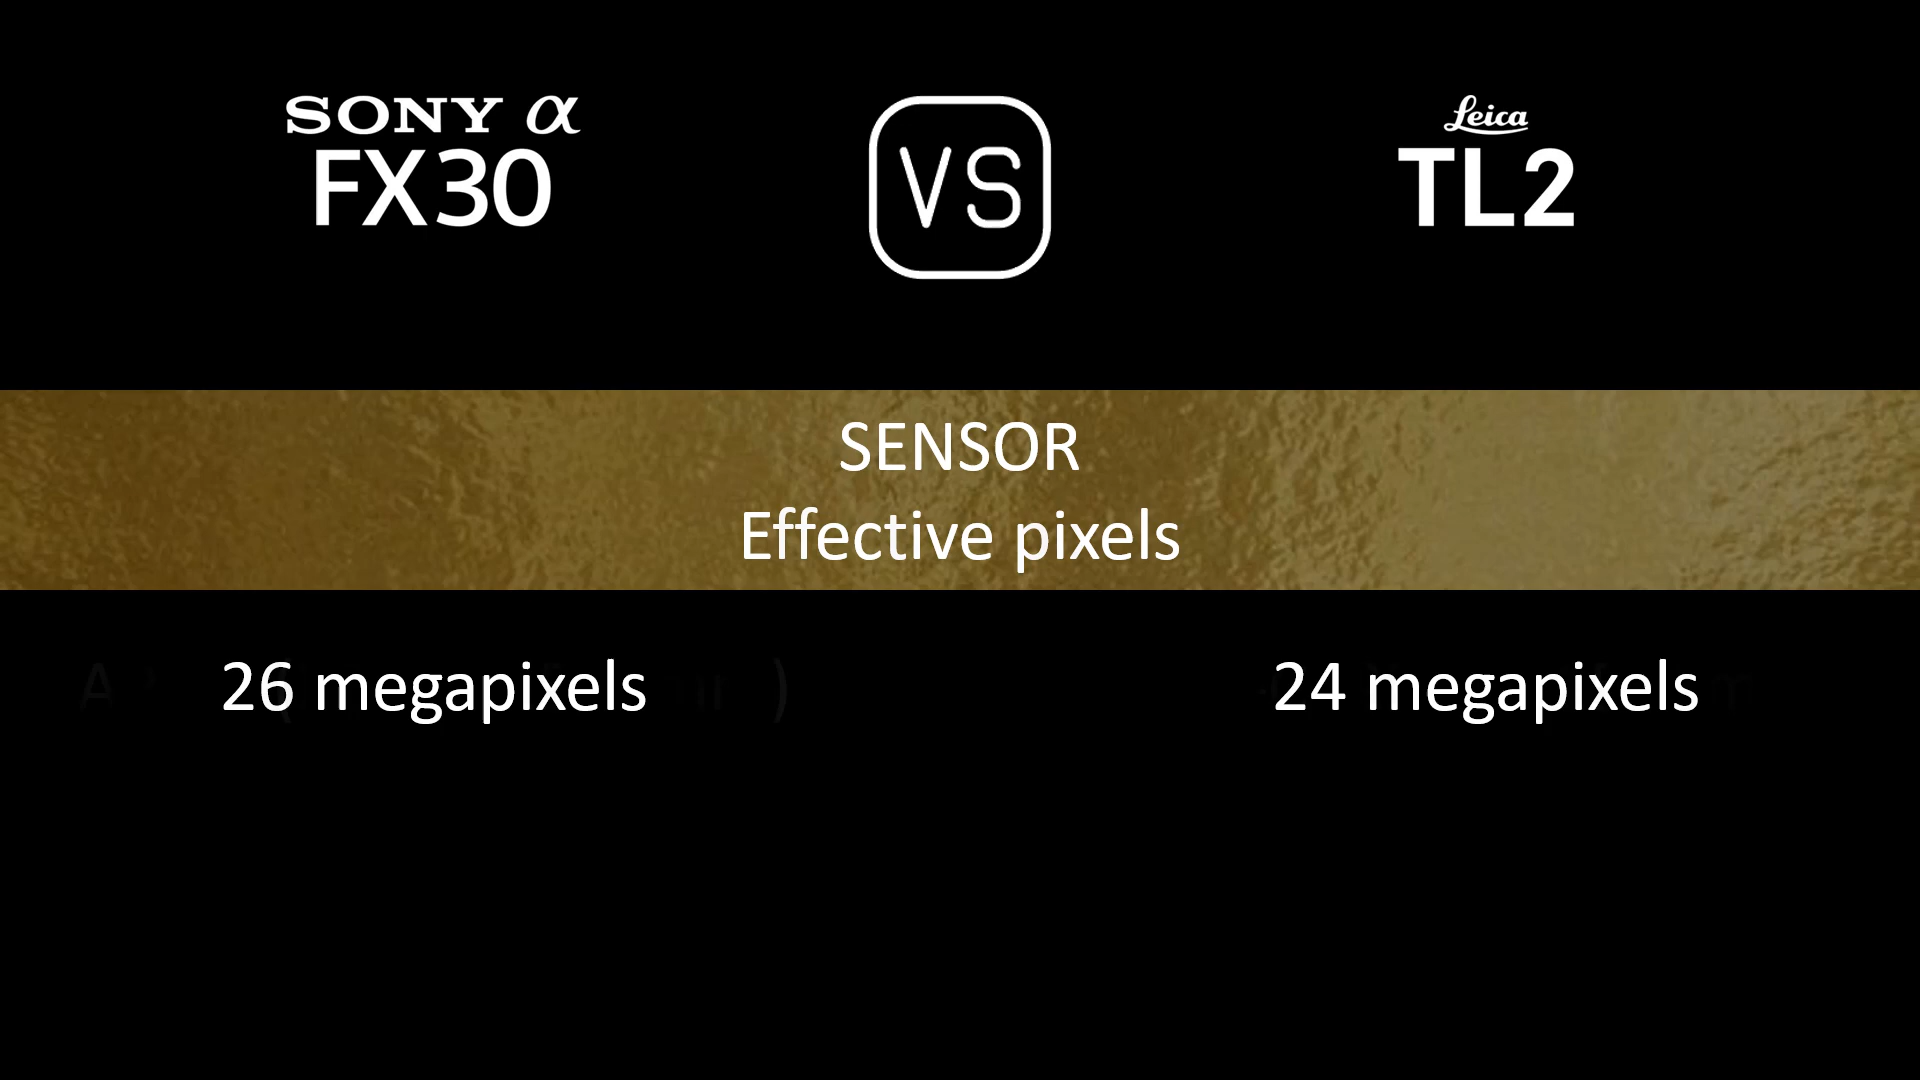 SONY α
FX30
VS
Leica
TL2
SENSOR
Effective pixels
26 megapixels
24 megapixels